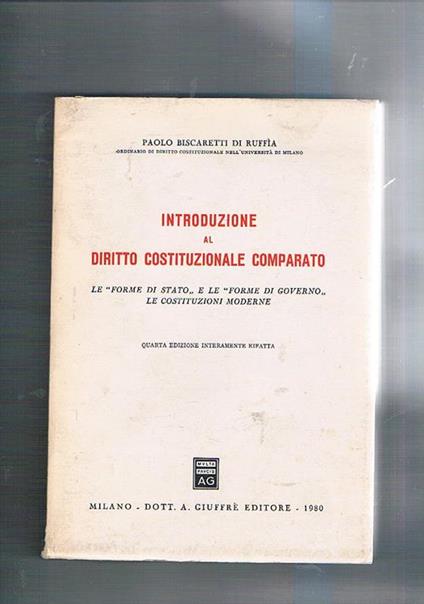 PAOLO BISCARETTI DI RUFFÌA
ORDINARIO DI DIRITTO COSTITUZIONALE NELL'UNIVERSITÀ DI MILANO
INTRODUZIONE
AL
DIRITTO COSTITUZIONALE COMPARATO
LE “FORME DI STATO„ E LE “FORME DI GOVERNO„
LE COSTITUZIONI MODERNE
QUARTA EDIZIONE INTERAMENTE RIFATTA
MULTA
PAUCIS
AG
MILANO - DOTT. A. GIUFFRÈ EDITORE - 1980